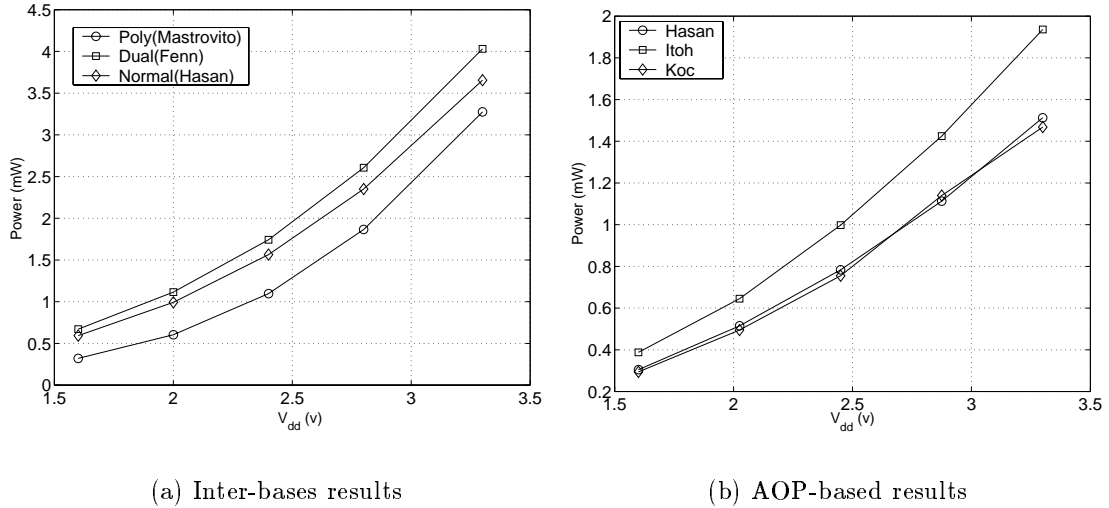 4.5
4
3.5
3
2.5
2
1.5
1
0.5
0
Power (mW)
Poly(Mastrovito)
Dual(Fenn)
Normal(Hasan)
1.5 2 2.5 3 3.5
V_dd (v)
(a) Inter-bases results
2
1.8
1.6
1.4
1.2
1
0.8
0.6
0.4
0.2
Power (mW)
Hasan
Itoh
Koc
1.5 2 2.5 3 3.5
V_dd (v)
(b) AOP-based results